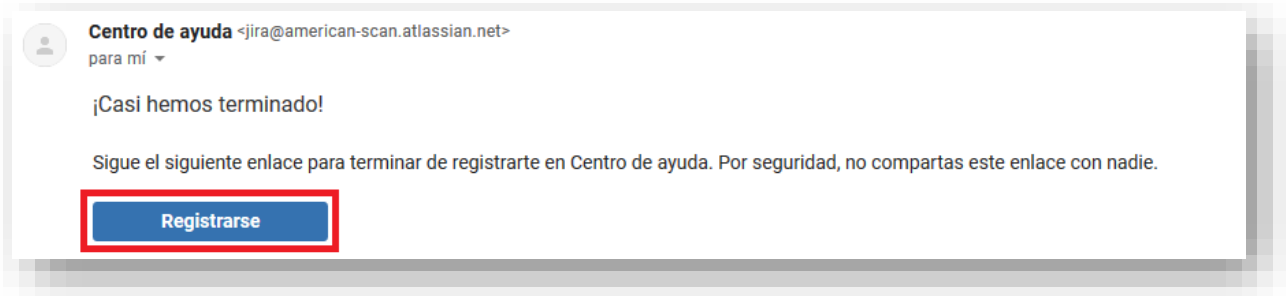 Centro de ayuda <jira@american-scan.atlassian.net>
para mí
¡Casi hemos terminado!
Sigue el siguiente enlace para terminar de registrarte en Centro de ayuda. Por seguridad, no compartas este enlace con nadie.
Registrarse